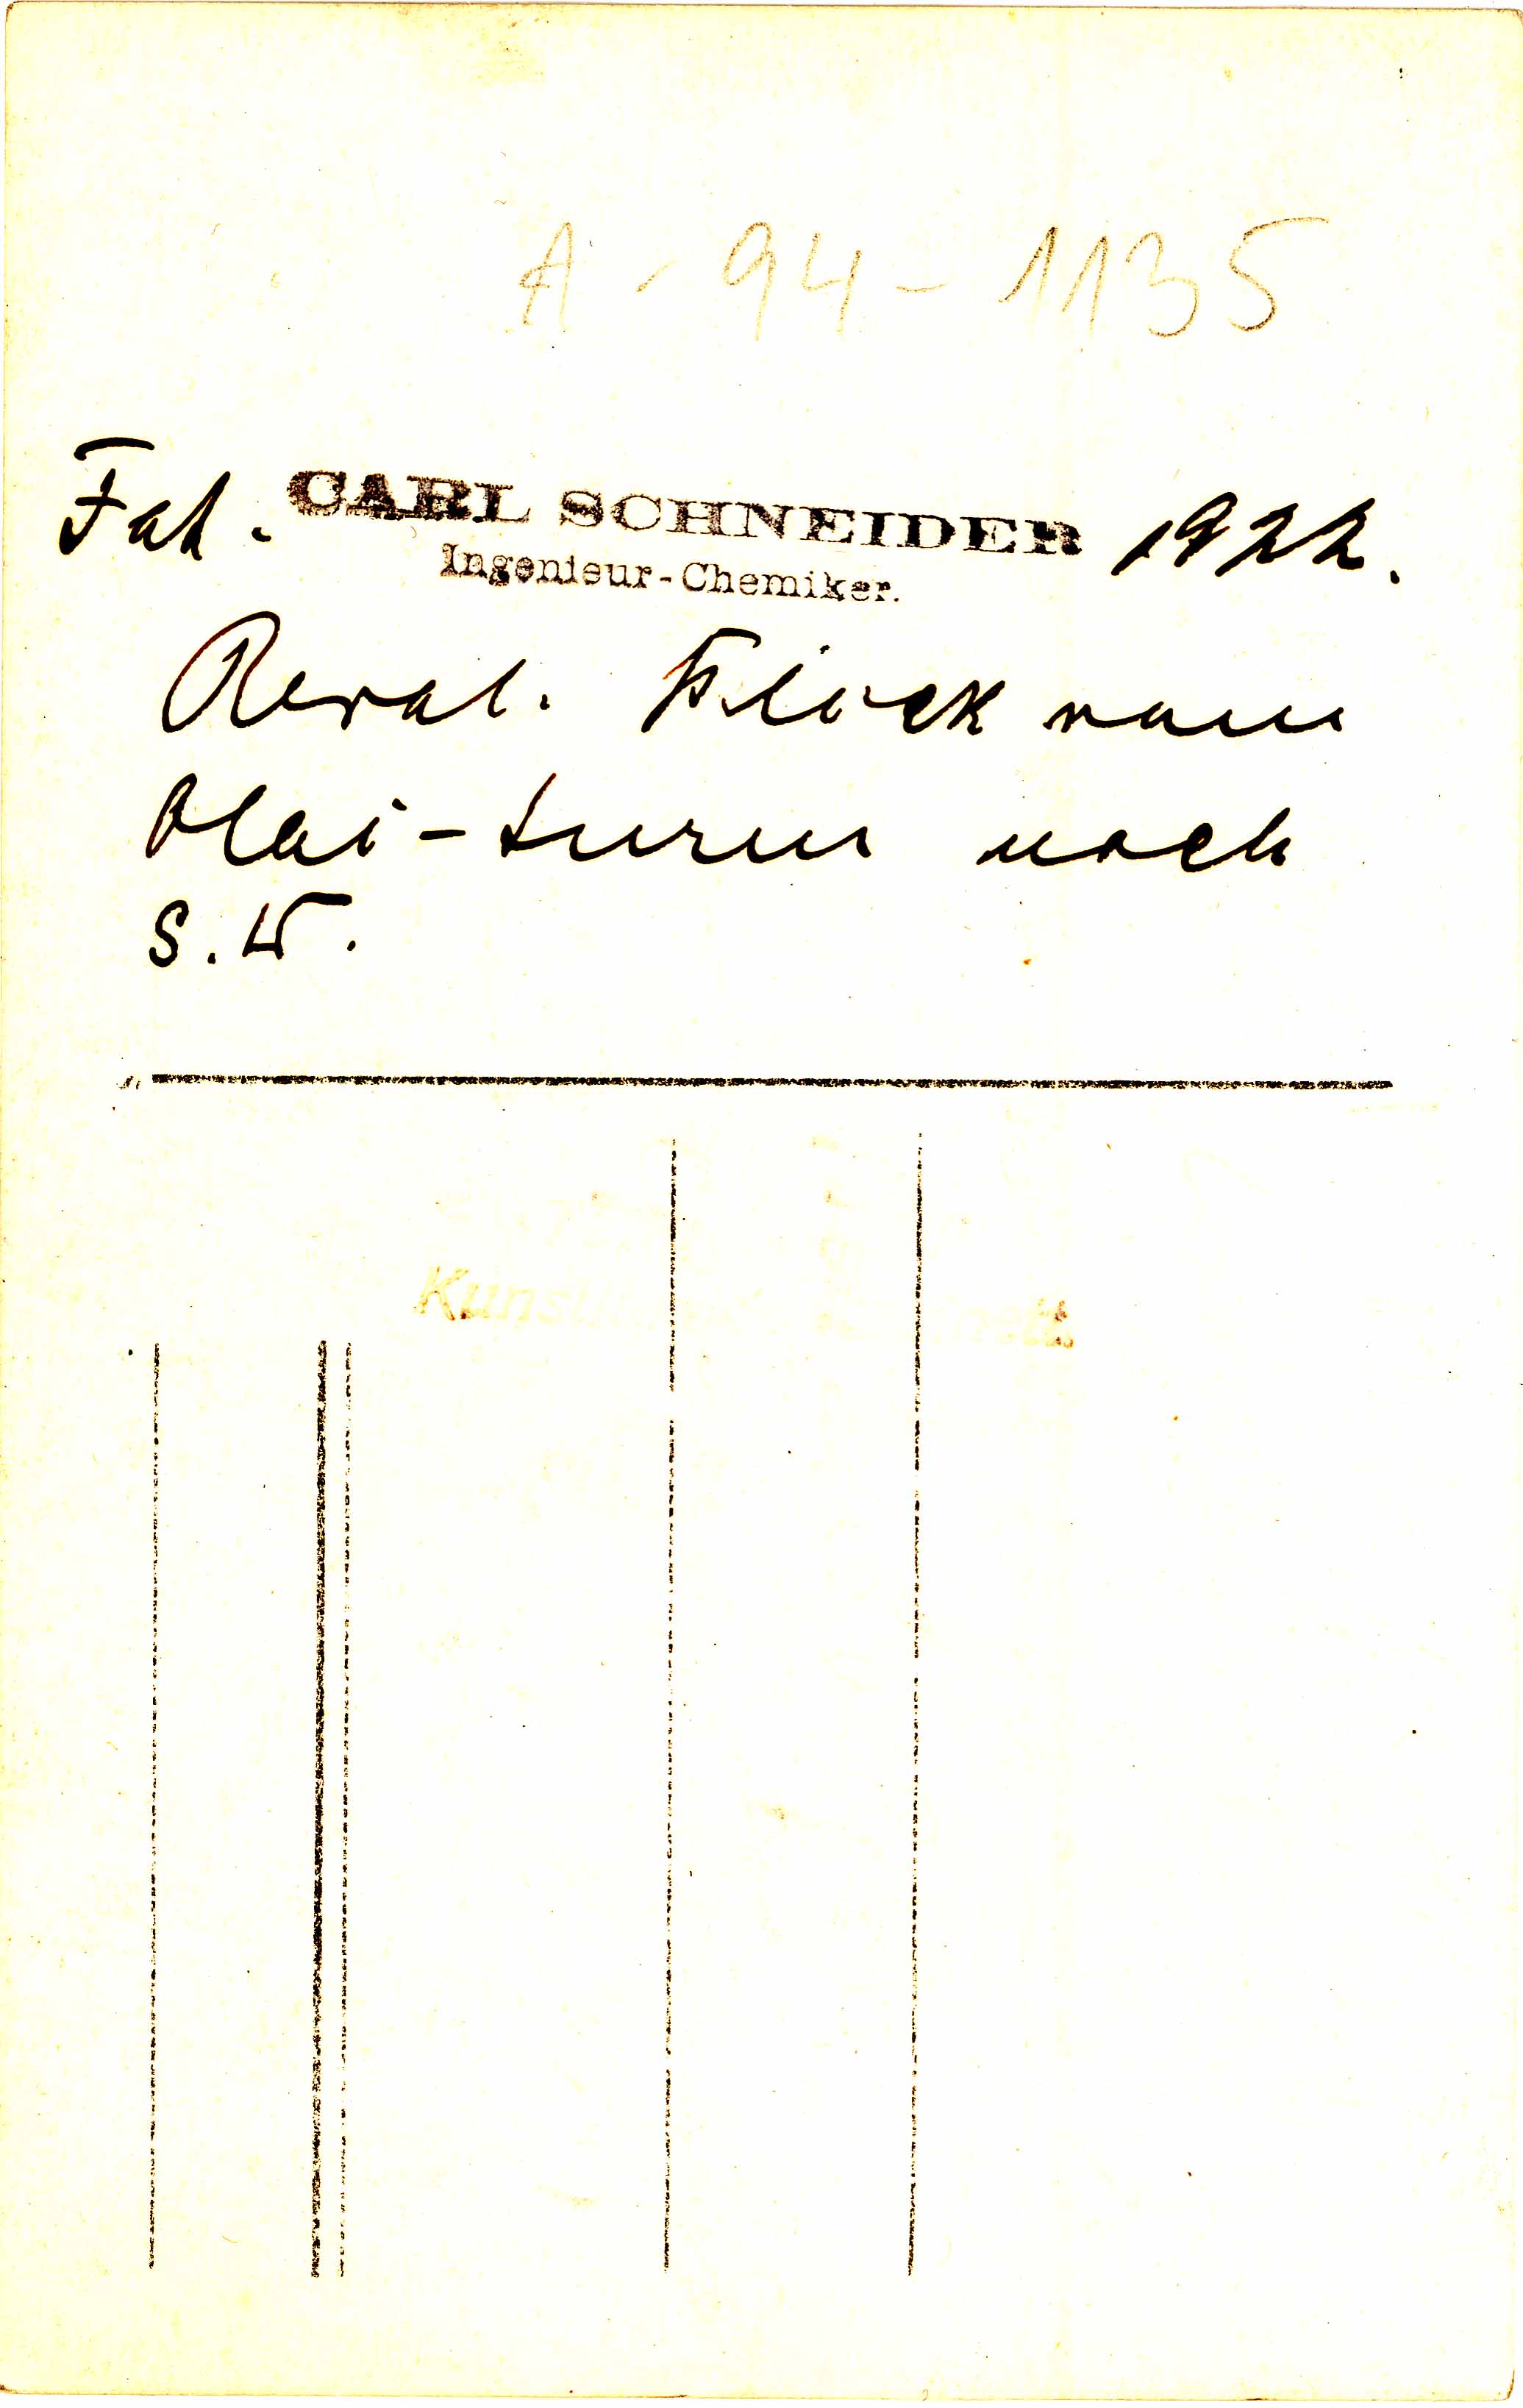 A - 94 - 1135
Fot. CARL SCHNEIDER 1922.
Ingenieur-Chemiker.
Reval. Blick vom
Olai-turm nach
S.W.